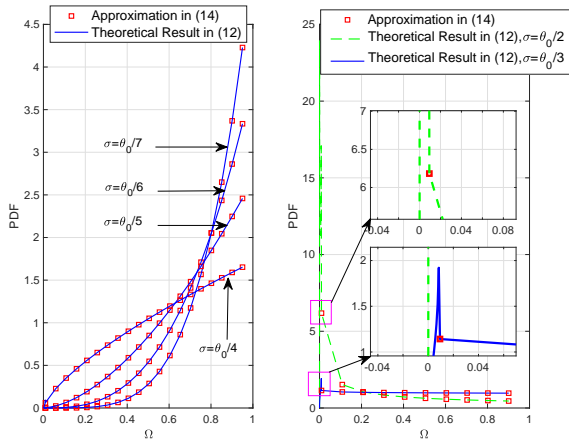 Approximation in (14)
Theoretical Result in (12)
4.5
4
3.5
3
2.5
2
1.5
1
0.5
0
0 0.2 0.4 0.6 0.8 1
PDF
Ω
σ=θ₀/7
σ=θ₀/6
σ=θ₀/5
σ=θ₀/4
Approximation in (14)
Theoretical Result in (12),σ=θ₀/2
Theoretical Result in (12),σ=θ₀/3
25
20
15
10
5
0
0 0.2 0.4 0.6 0.8 1
PDF
Ω
7
6.5
6
-0.04 0 0.04 0.08
2
1.5
1
-0.04 0 0.04 0.08